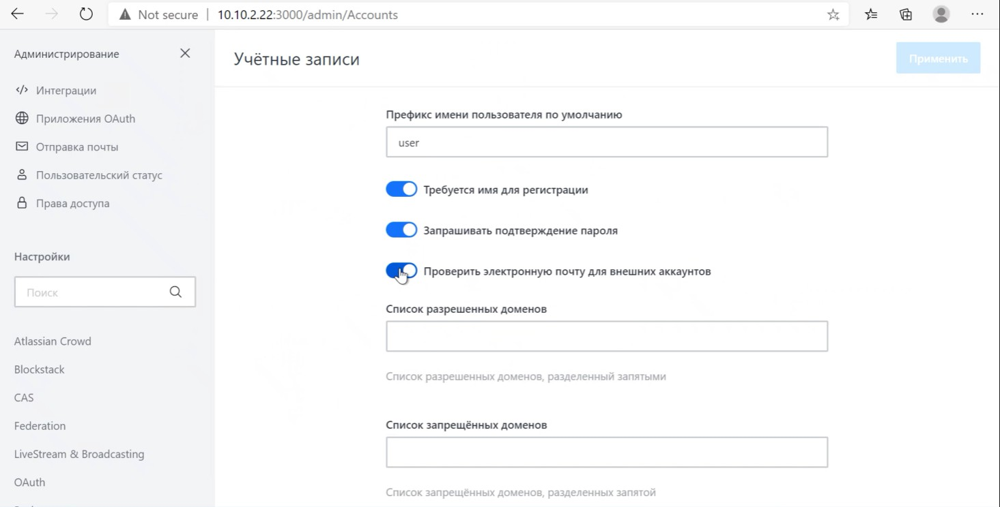 Not secure
10.10.2.22:3000/admin/Accounts
Администрирование
Интеграции
Приложения OAuth
Отправка почты
Пользовательский статус
Права доступа
Настройки
Поиск
Atlassian Crowd
Blockstack
CAS
Federation
LiveStream & Broadcasting
OAuth
Учётные записи
Применить
Префикс имени пользователя по умолчанию
user
Требуется имя для регистрации
Запрашивать подтверждение пароля
Проверить электронную почту для внешних аккаунтов
Список разрешенных доменов
Список разрешенных доменов, разделенный запятыми
Список запрещённых доменов
Список запрещённых доменов, разделенных запятой